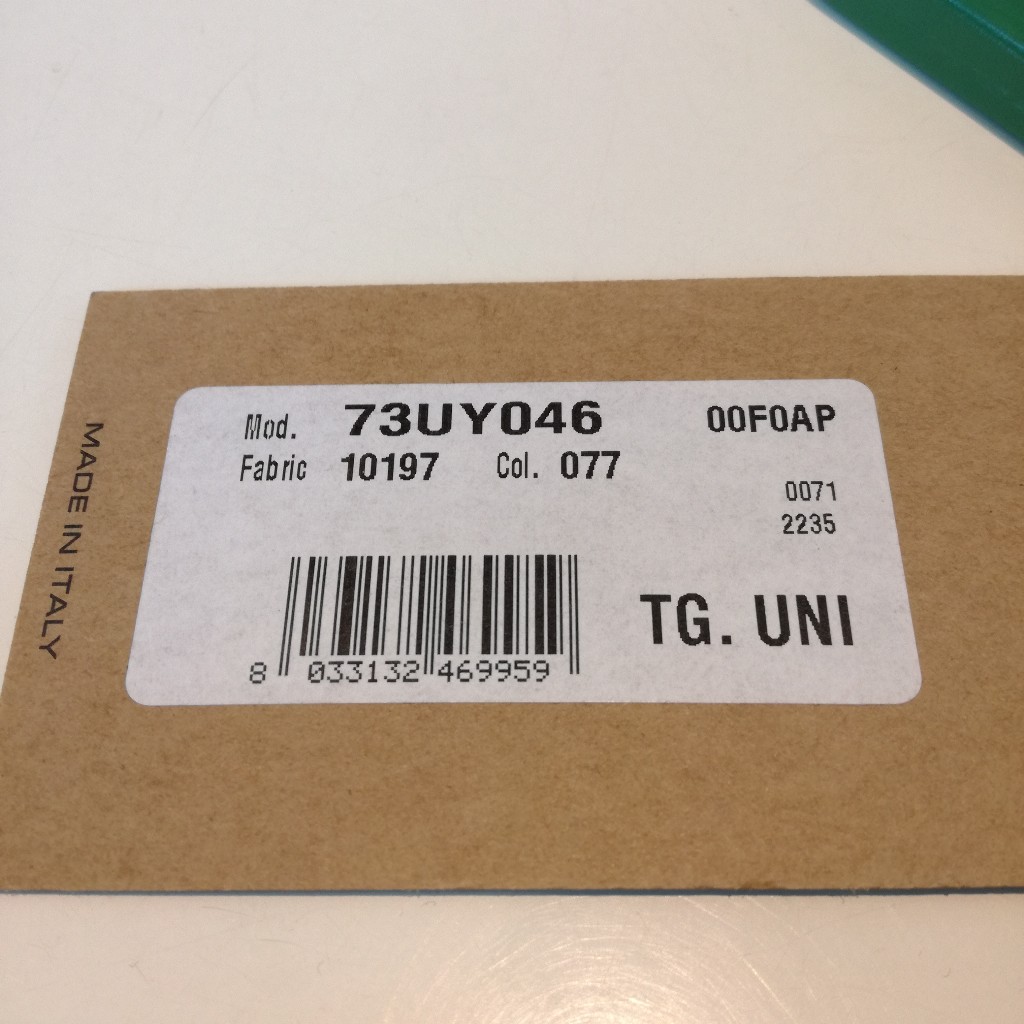 MADE IN ITALY
Mod. 73UY046 00F0AP
Fabric 10197 Col. 077
0071
2235
TG. UNI
8 033132 469959